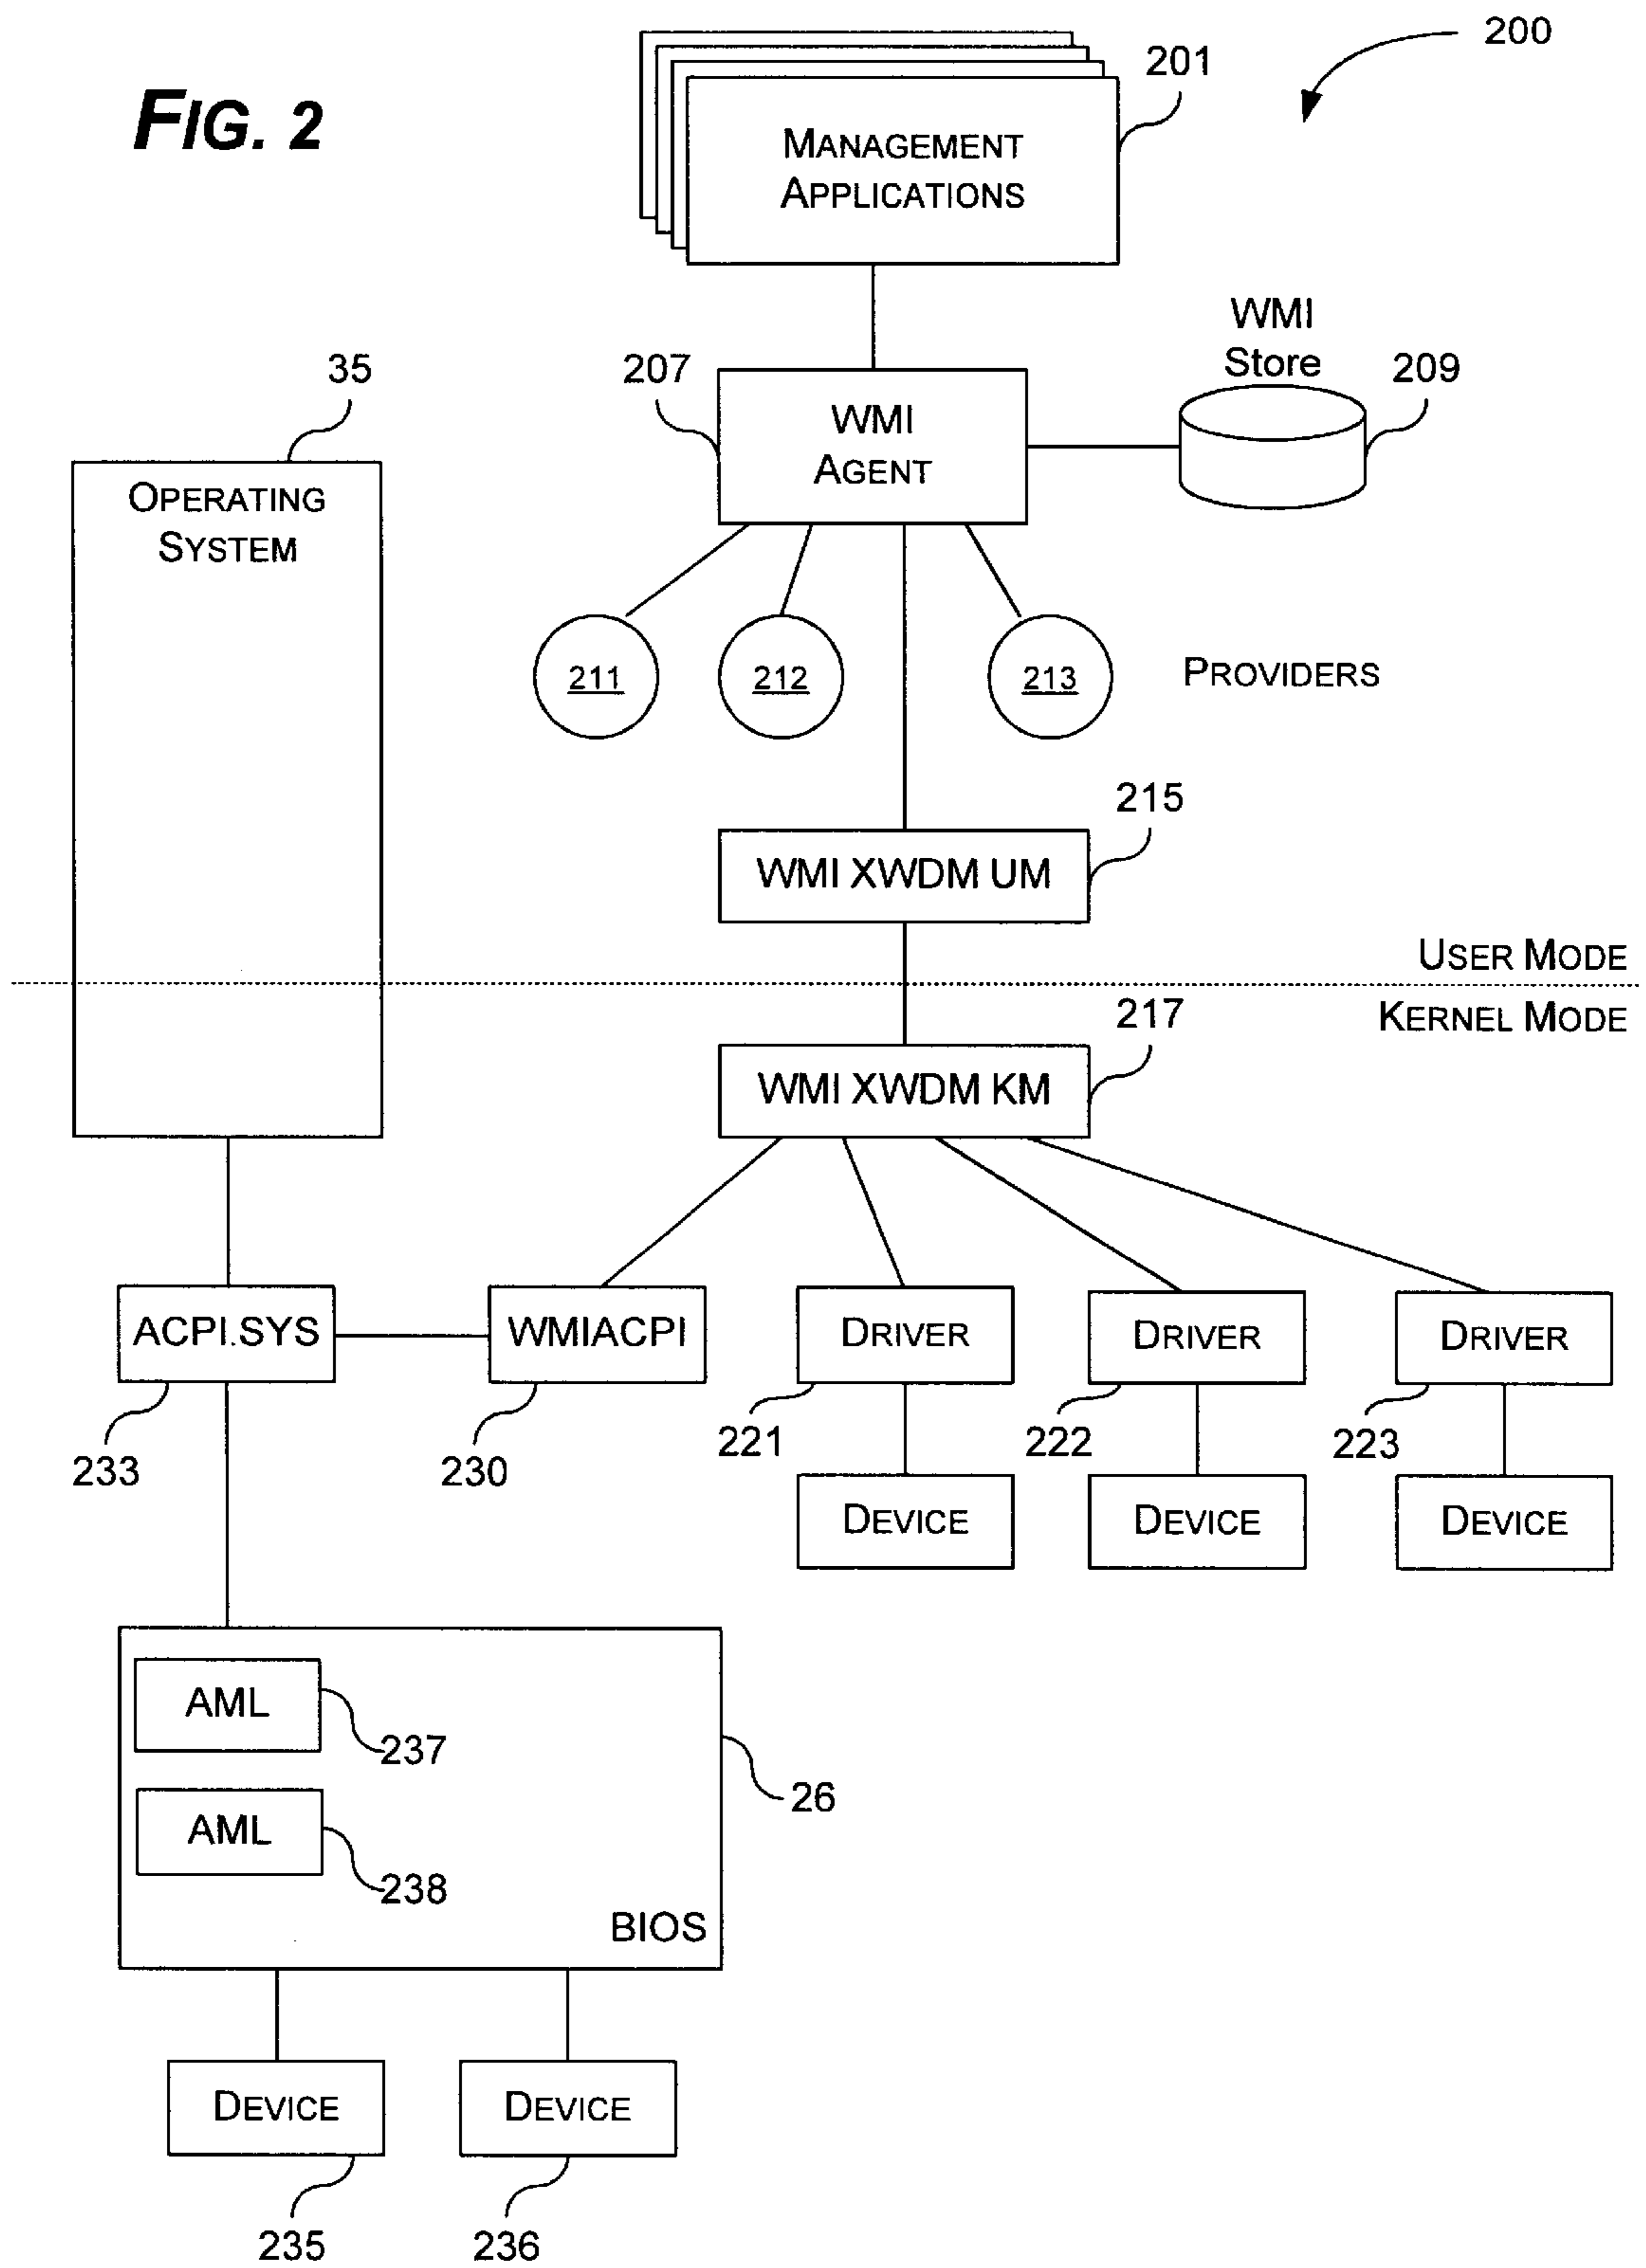 FIG. 2
200
201
MANAGEMENT
APPLICATIONS
WMI
Store
35
207
209
WMI
AGENT
OPERATING
SYSTEM
211
212
213
PROVIDERS
215
WMI XWDM UM
USER MODE
KERNEL MODE
217
WMI XWDM KM
ACPI.SYS
WMIACPI
DRIVER
DRIVER
DRIVER
233
230
221
222
223
DEVICE
DEVICE
DEVICE
AML
237
26
AML
238
BIOS
DEVICE
DEVICE
235
236